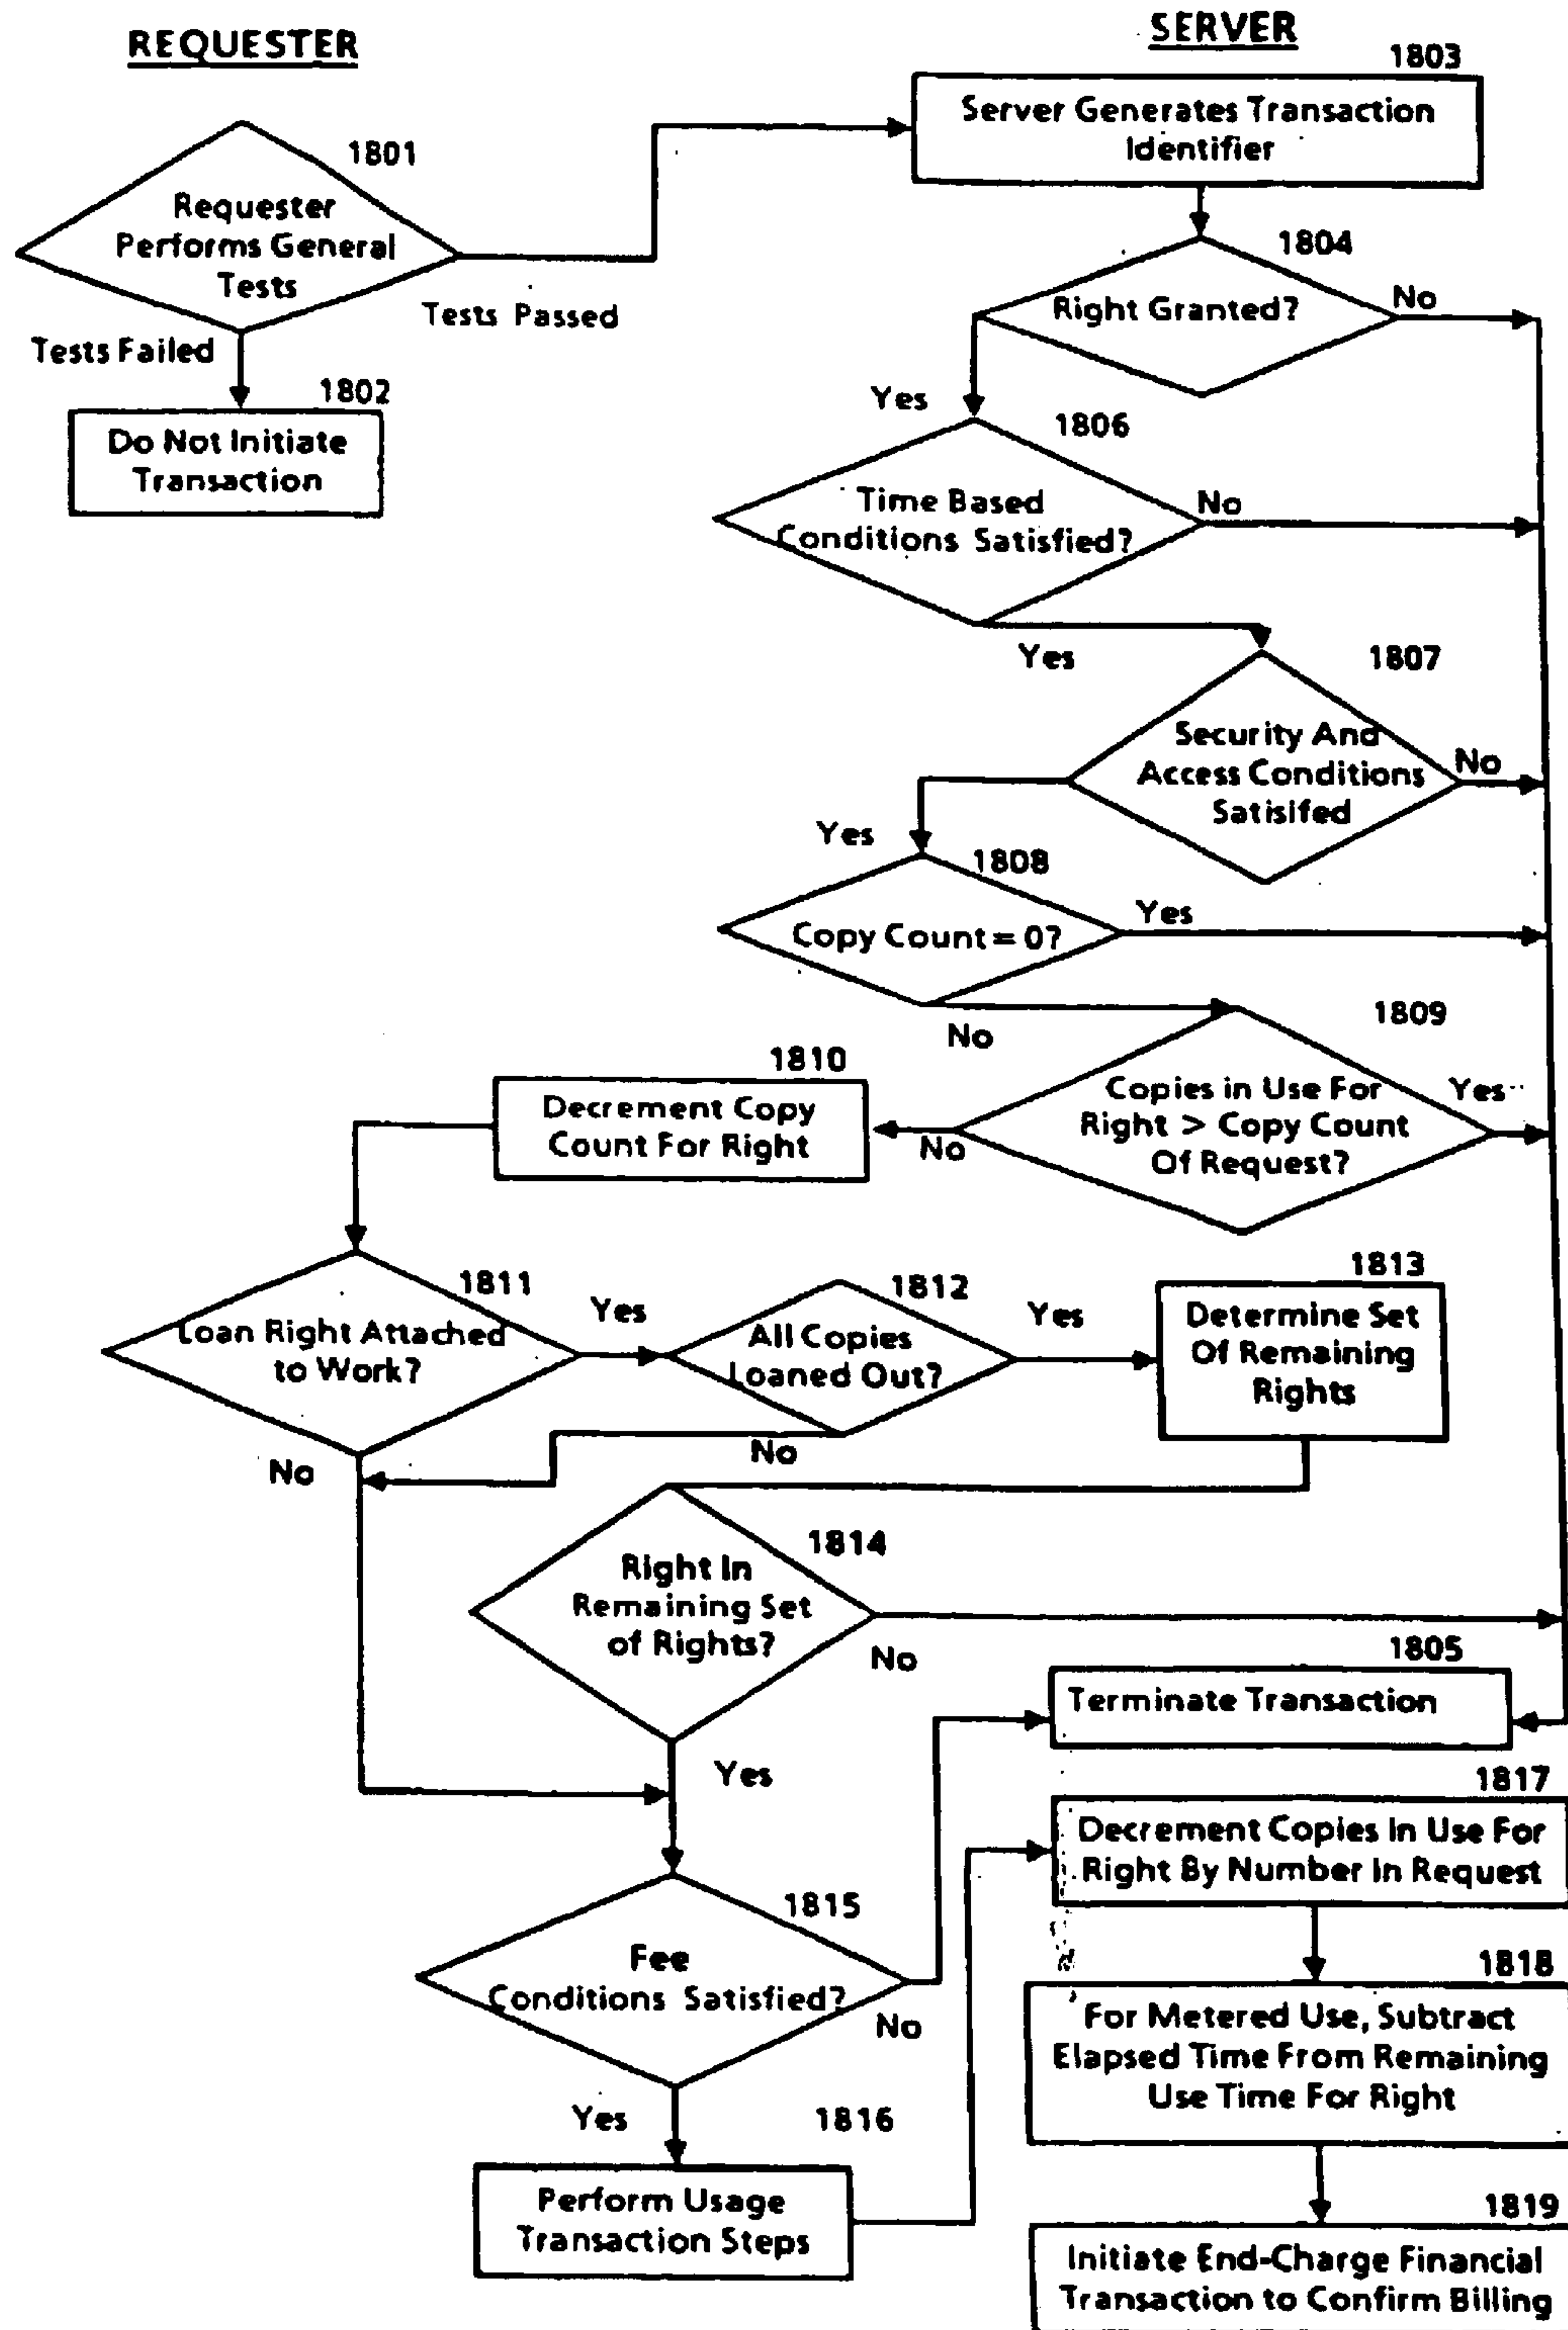 REQUESTER
SERVER
1803
Server Generates Transaction
Identifier
1801
Requester
Performs General
Tests
Tests Passed
Tests Failed
1802
Do Not Initiate
Transaction
1804
Right Granted?
No
Yes
1806
Time Based
Conditions Satisfied?
No
Yes
1807
Security And
Access Conditions
Satisifed
No
Yes
1808
Copy Count = 0?
Yes
No
1809
Copies in Use For
Right > Copy Count
Of Request?
Yes
No
1810
Decrement Copy
Count For Right
1811
Loan Right Attached
to Work?
Yes
No
1812
All Copies
Loaned Out?
Yes
No
1813
Determine Set
Of Remaining
Rights
1814
Right In
Remaining Set
of Rights?
No
Yes
1805
Terminate Transaction
1815
Fee
Conditions Satisfied?
No
Yes
1816
Perform Usage
Transaction Steps
1817
Decrement Copies In Use For
Right By Number In Request
1818
For Metered Use, Subtract
Elapsed Time From Remaining
Use Time For Right
1819
Initiate End-Charge Financial
Transaction to Confirm Billing